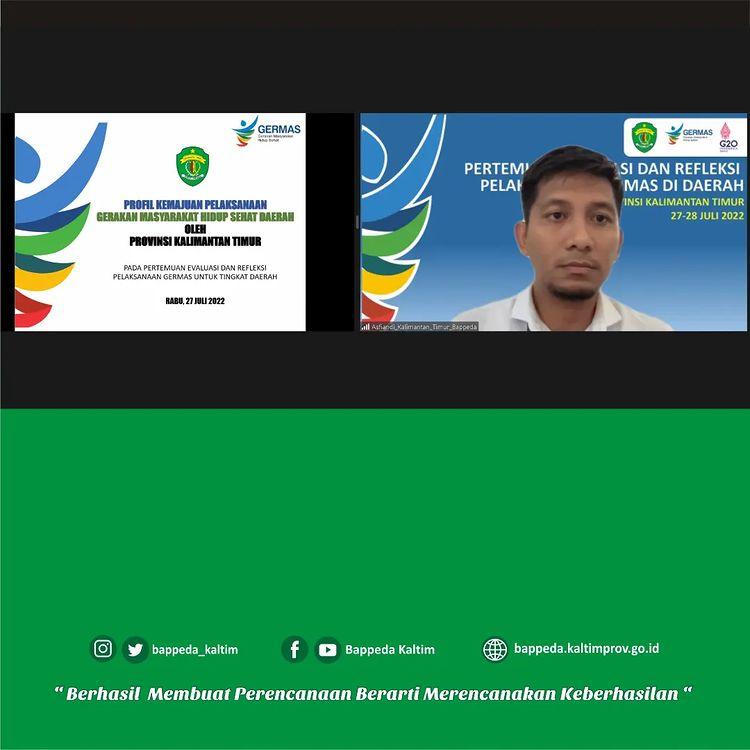 GERMAS
Gerakan Masyarakat
Hidup Sehat
PROFIL KEMAJUAN PELAKSANAAN
GERAKAN MASYARAKAT HIDUP SEHAT DAERAH
OLEH
PROVINSI KALIMANTAN TIMUR
PADA PERTEMUAN EVALUASI DAN REFLEKSI
PELAKSANAAN GERMAS UNTUK TINGKAT DAERAH
RABU, 27 JULI 2022
GERMAS
G20
PERTEMU SI DAN REFLEKSI
PELAK MAS DI DAERAH
INSI KALIMANTAN TIMUR
27-28 JULI 2022
Asfiandi_Kalimantan_Timur_Bappeda
bappeda_kaltim
Bappeda Kaltim
bappeda.kaltimprov.go.id
“ Berhasil Membuat Perencanaan Berarti Merencanakan Keberhasilan “